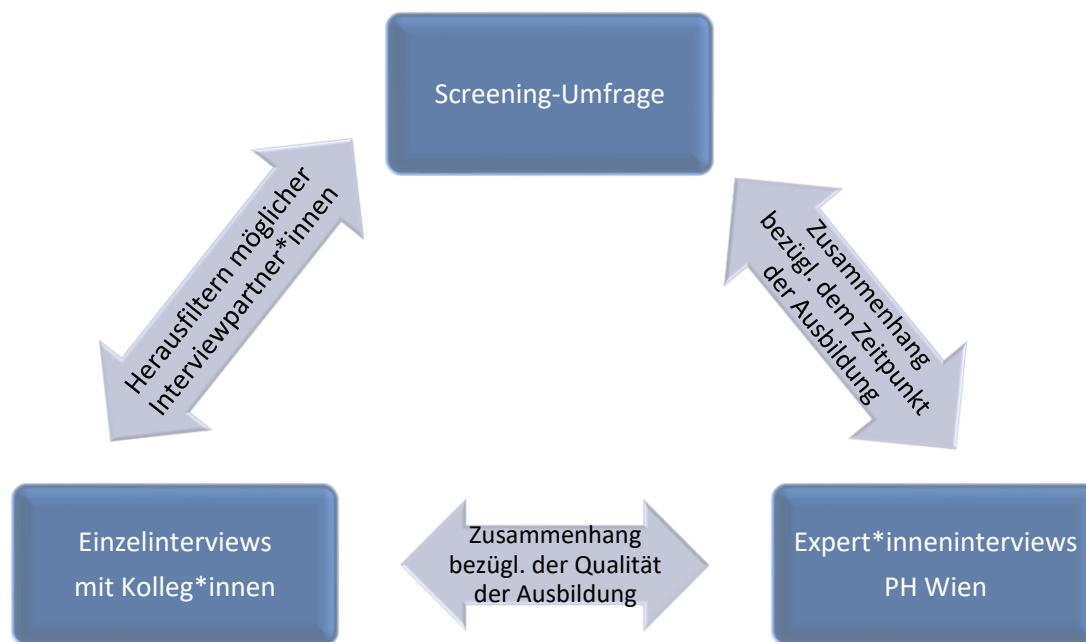 Screening-Umfrage
Herausfiltern möglicher
Interviewpartner*innen
Zusammenhang
bezügl. dem Zeitpunkt
der Ausbildung
Einzelinterviews
mit Kolleg*innen
Zusammenhang
bezügl. der Qualität
der Ausbildung
Expert*inneninterviews
PH Wien